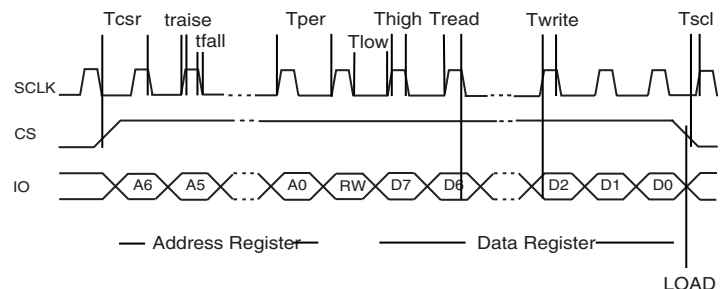 Tcsr traise Tper Thigh Tread Twrite Tscl
tfall Tlow
SCLK
CS
IO A6 A5 A0 RW D7 D6 D2 D1 D0
Address Register Data Register
LOAD